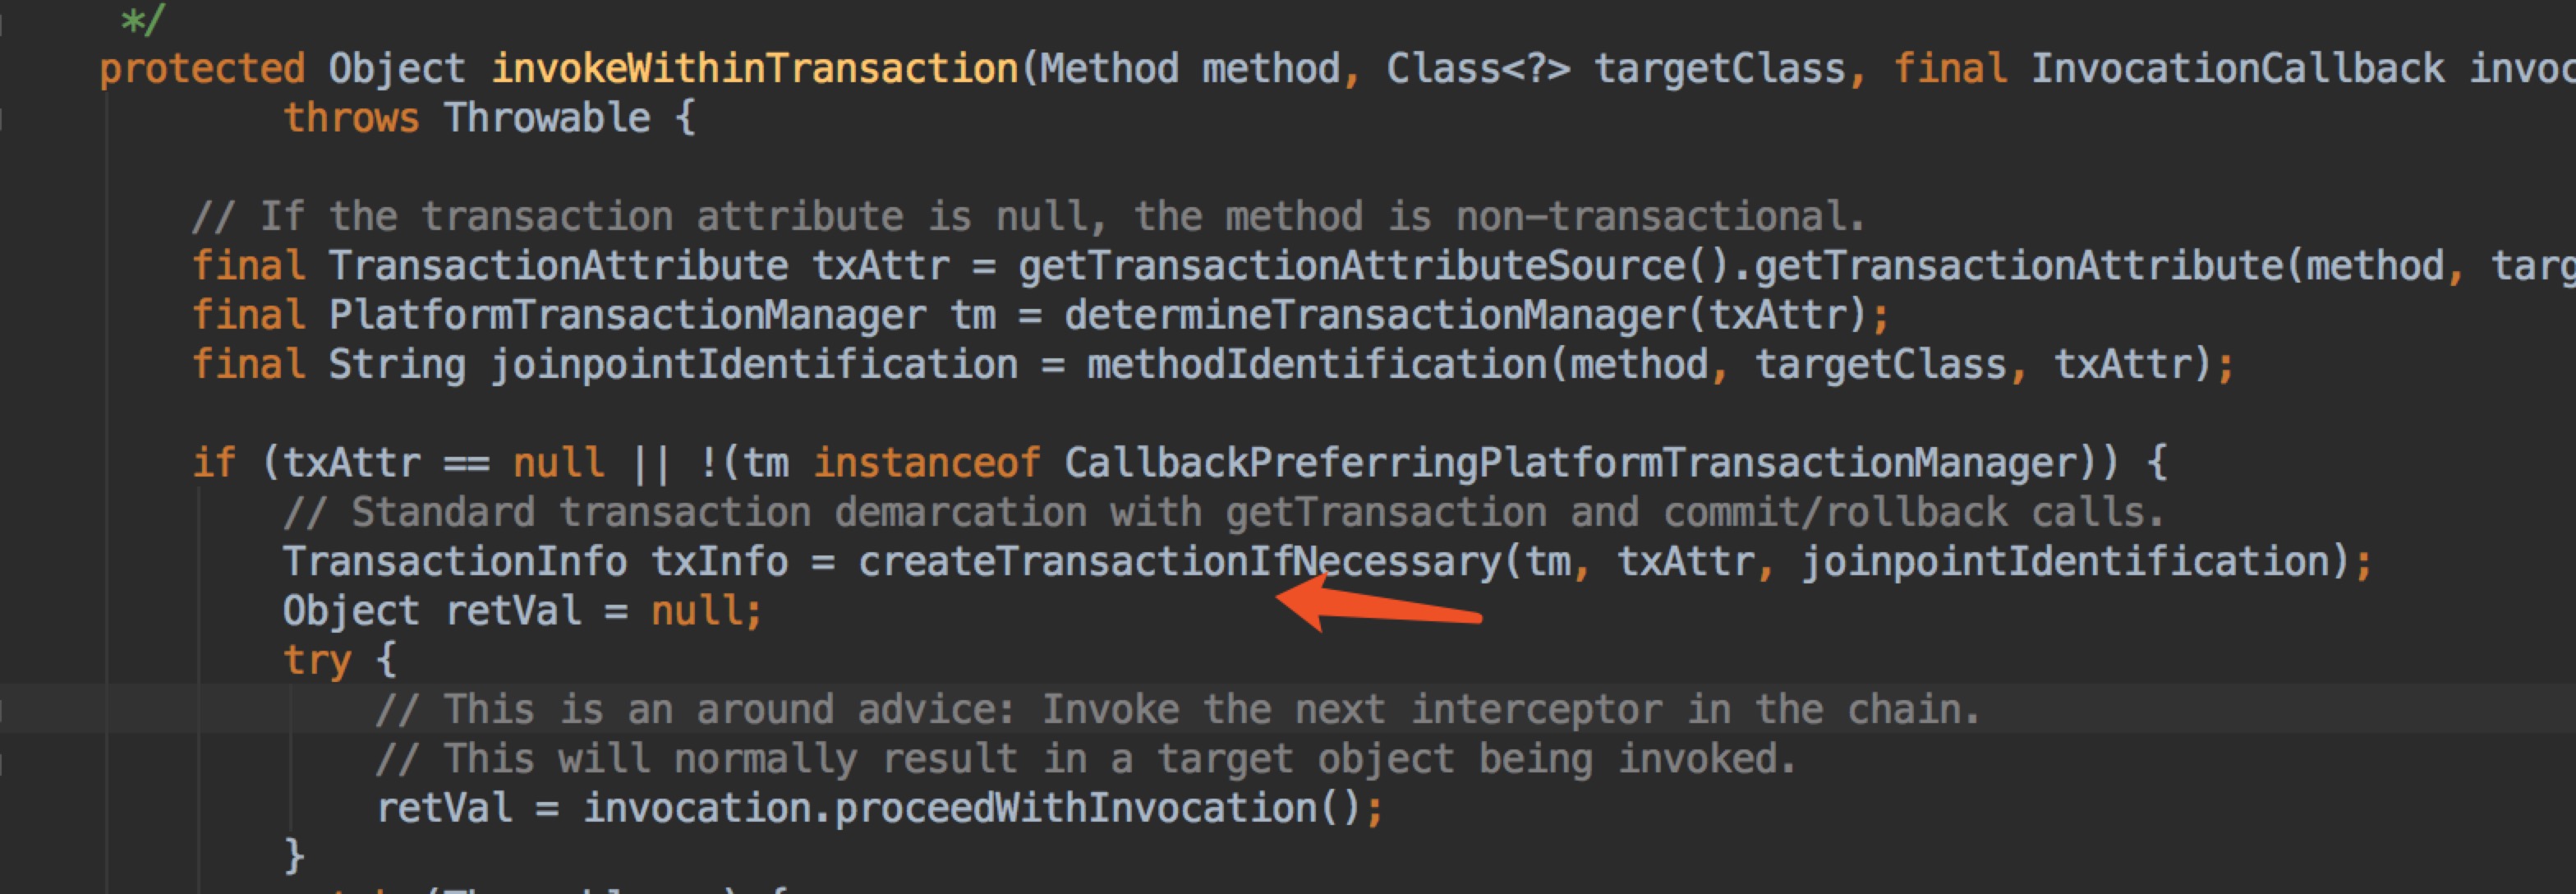 */
protected Object invokeWithinTransaction(Method method, Class<?> targetClass, final InvocationCallback
throws Throwable {
// If the transaction attribute is null, the method is non-transactional.
final TransactionAttribute txAttr = getTransactionAttributeSource().getTransactionAttribute(method,
final PlatformTransactionManager tm = determineTransactionManager(txAttr);
final String joinpointIdentification = methodIdentification(method, targetClass, txAttr);
if (txAttr == null || !(tm instanceof CallbackPreferringPlatformTransactionManager)) {
// Standard transaction demarcation with getTransaction and commit/rollback calls.
TransactionInfo txInfo = createTransactionIfNecessary(tm, txAttr, joinpointIdentification);
Object retVal = null;
try {
// This is an around advice: Invoke the next interceptor in the chain.
// This will normally result in a target object being invoked.
retVal = invocation.proceedWithInvocation();
}